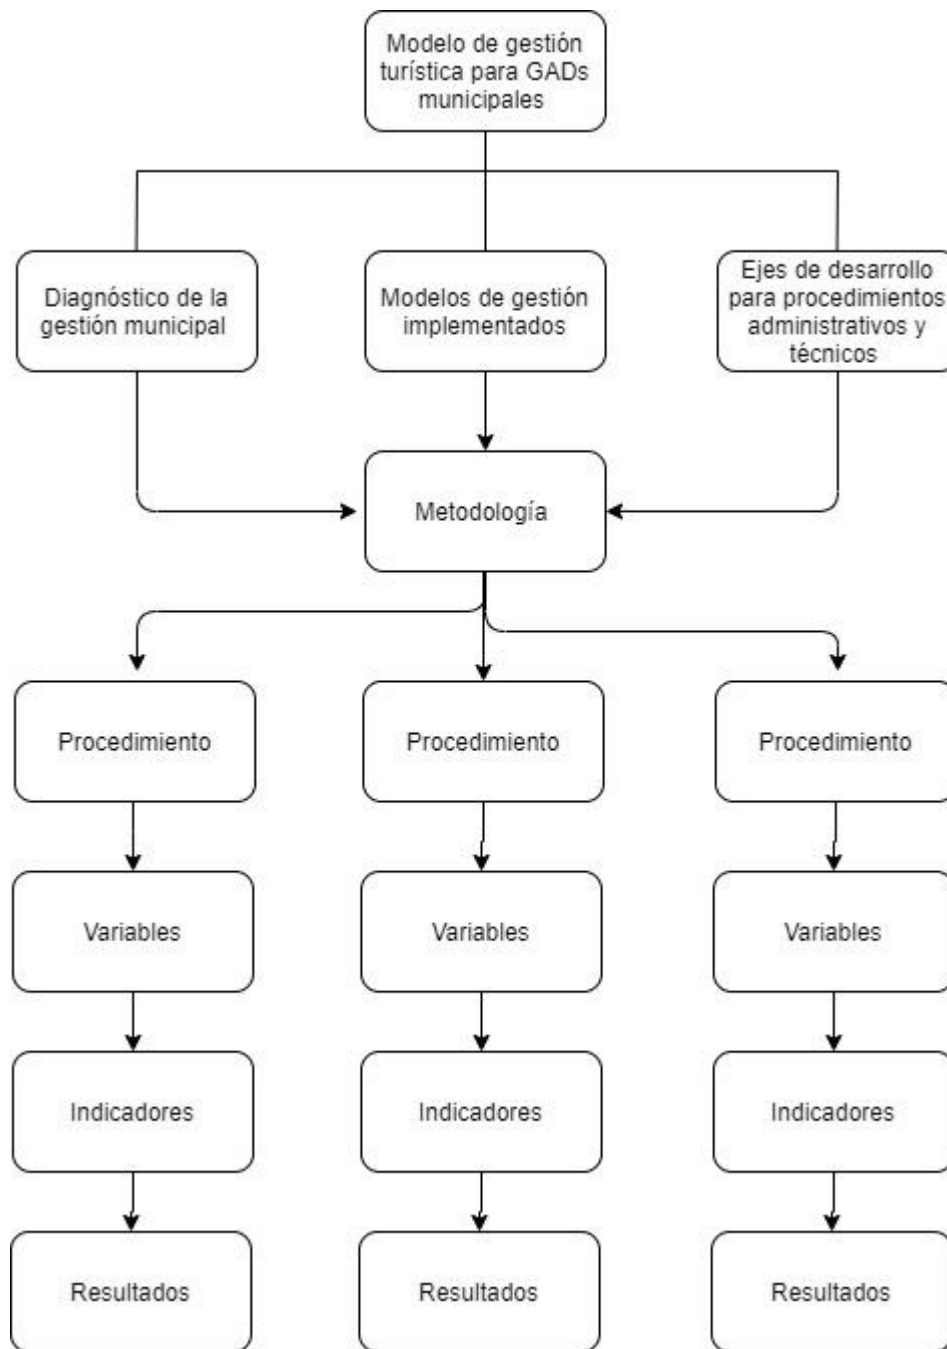 Modelo de gestión
turística para GADs
municipales
Diagnóstico de la
gestión municipal
Modelos de gestión
implementados
Ejes de desarrollo
para procedimientos
administrativos y
técnicos
Metodología
Procedimiento
Procedimiento
Procedimiento
Variables
Variables
Variables
Indicadores
Indicadores
Indicadores
Resultados
Resultados
Resultados